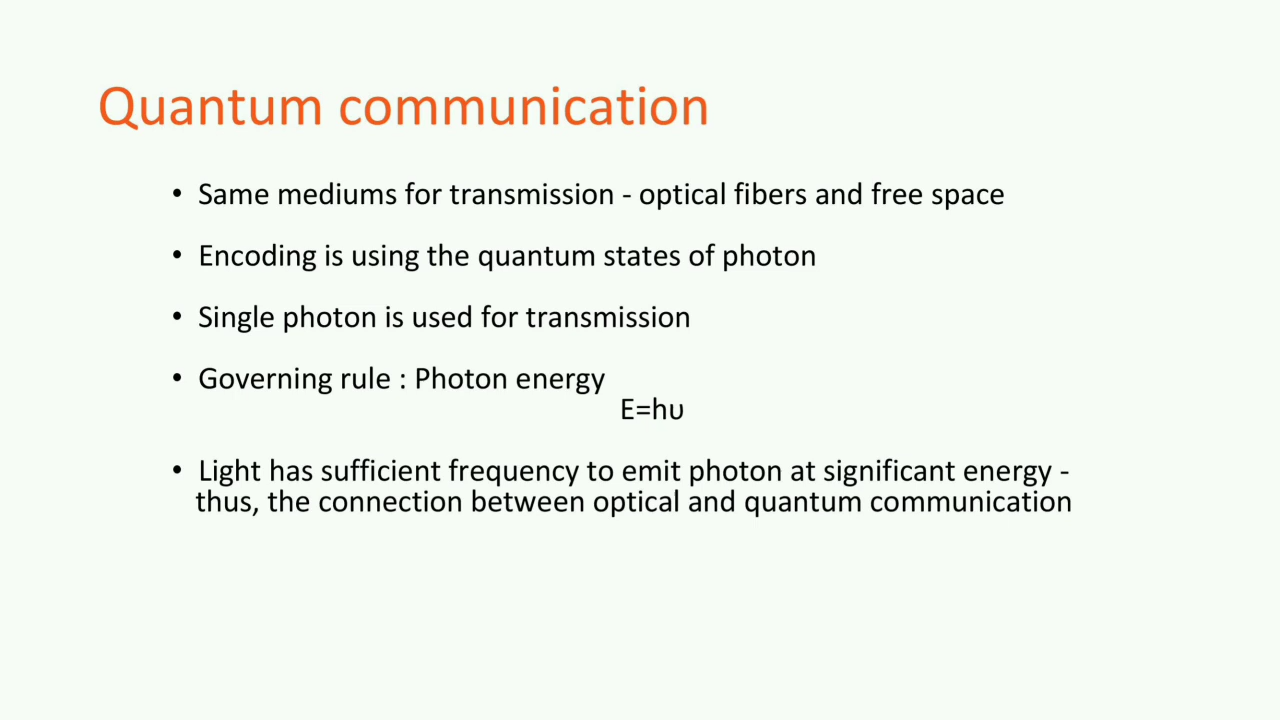 Quantum communication
• Same mediums for transmission - optical fibers and free space
• Encoding is using the quantum states of photon
• Single photon is used for transmission
• Governing rule : Photon energy
E=hυ
• Light has sufficient frequency to emit photon at significant energy -
thus, the connection between optical and quantum communication